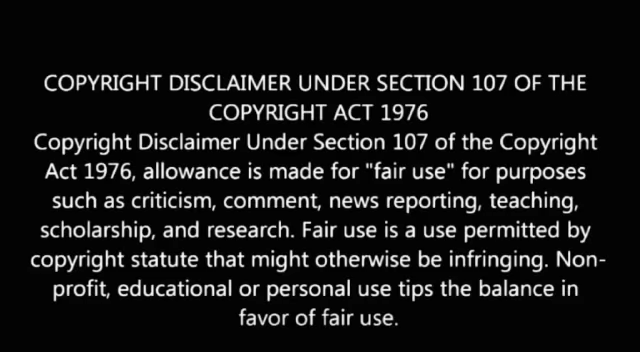 COPYRIGHT DISCLAIMER UNDER SECTION 107 OF THE
COPYRIGHT ACT 1976
Copyright Disclaimer Under Section 107 of the Copyright
Act 1976, allowance is made for "fair use" for purposes
such as criticism, comment, news reporting, teaching,
scholarship, and research. Fair use is a use permitted by
copyright statute that might otherwise be infringing. Non-
profit, educational or personal use tips the balance in
favor of fair use.